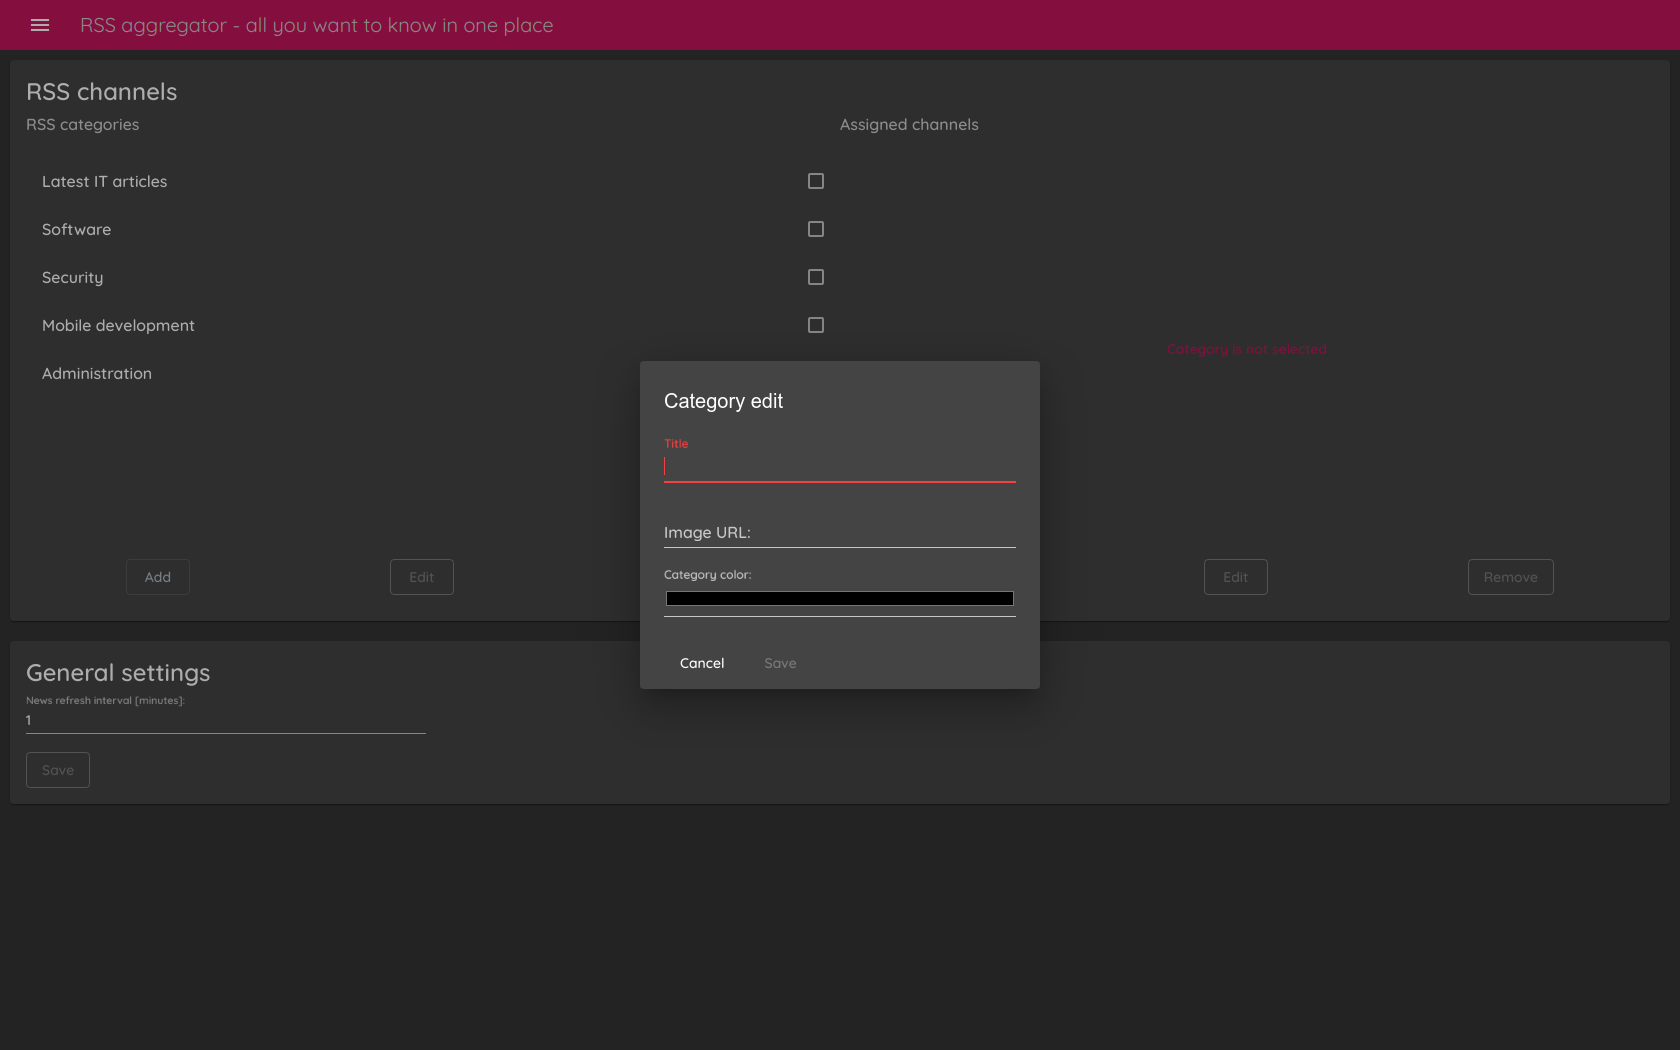 RSS aggregator - all you want to know in one place
RSS channels
RSS categories
Assigned channels
Latest IT articles
Software
Security
Mobile development
Administration
Category is not selected
Category edit
Title
Image URL:
Category color:
Cancel
Save
Add
Edit
Edit
Remove
General settings
News refresh interval [minutes]:
1
Save